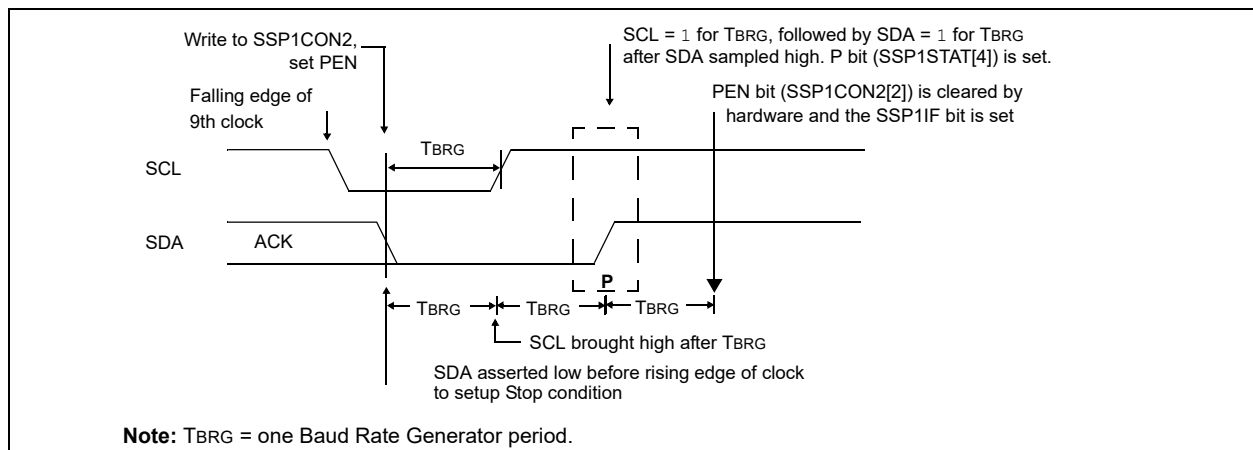 Write to SSP1CON2,
set PEN
SCL = 1 for TBRG, followed by SDA = 1 for TBRG
after SDA sampled high. P bit (SSP1STAT[4]) is set.
Falling edge of
9th clock
PEN bit (SSP1CON2[2]) is cleared by
hardware and the SSP1IF bit is set
TBRG
SCL
SDA
ACK
P
TBRG
TBRG
TBRG
SCL brought high after TBRG
SDA asserted low before rising edge of clock
to setup Stop condition
Note: TBRG = one Baud Rate Generator period.